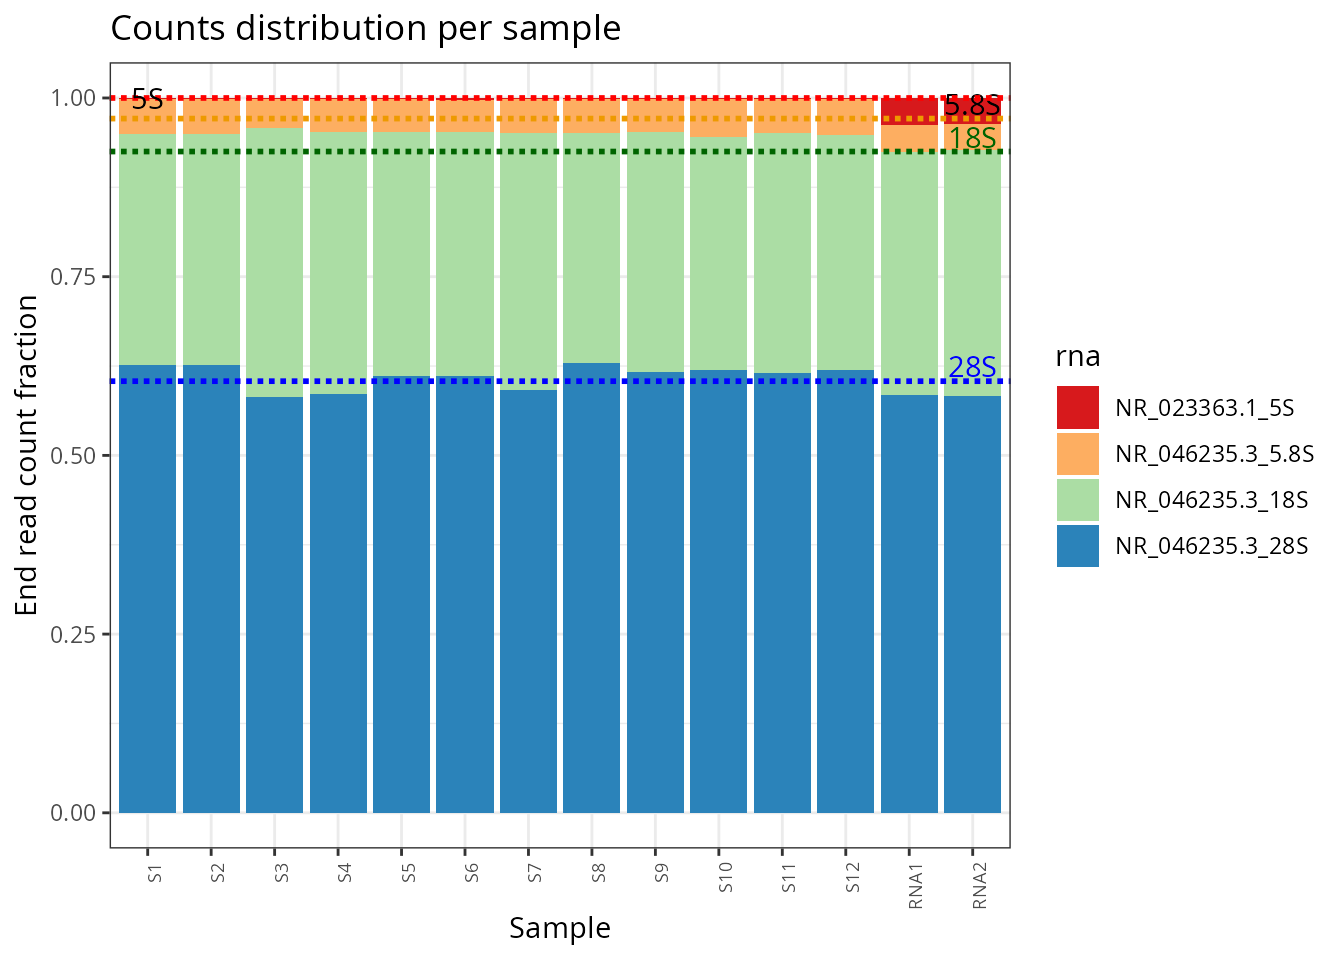 Counts distribution per sample
1.00
0.75
0.50
0.25
0.00
End read count fraction
5S
5.8S
18S
28S
S1
S2
S3
S4
S5
S6
S7
S8
S9
S10
S11
S12
RNA1
RNA2
Sample
rna
NR_023363.1_5S
NR_046235.3_5.8S
NR_046235.3_18S
NR_046235.3_28S